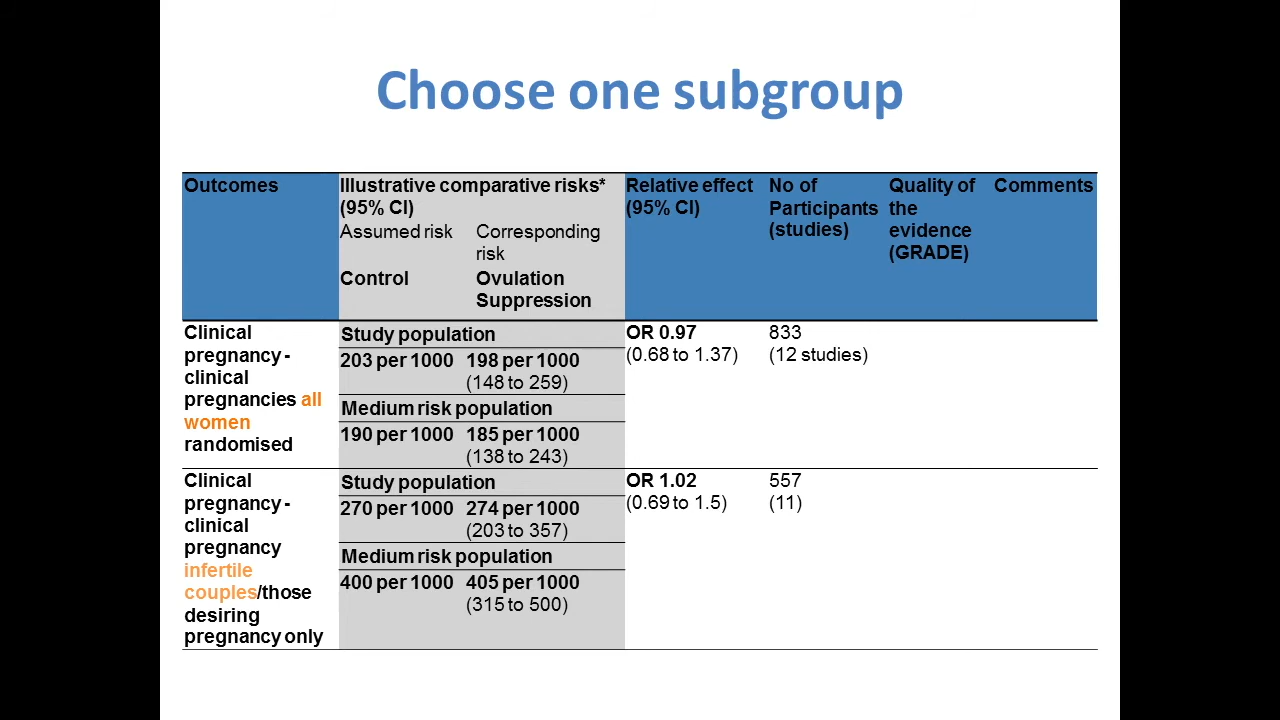 Choose one subgroup
Outcomes
Illustrative comparative risks*
(95% CI)
Assumed risk
Corresponding
risk
Control
Ovulation
Suppression
Relative effect
(95% CI)
No of
Participants
(studies)
Quality of
the
evidence
(GRADE)
Comments
Clinical
pregnancy -
clinical
pregnancies all
women
randomised
Study population
203 per 1000 198 per 1000
(148 to 259)
Medium risk population
190 per 1000 185 per 1000
(138 to 243)
OR 0.97
(0.68 to 1.37)
833
(12 studies)
Clinical
pregnancy -
clinical
pregnancy
infertile
couples/those
desiring
pregnancy only
Study population
270 per 1000 274 per 1000
(203 to 357)
Medium risk population
400 per 1000 405 per 1000
(315 to 500)
OR 1.02
(0.69 to 1.5)
557
(11)